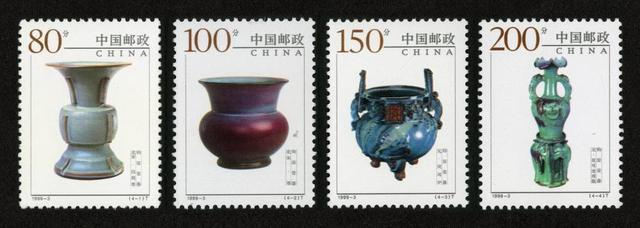 80分
中国邮政
CHINA
1999-3
(4-1)T
100分
中国邮政
CHINA
1999-3
(4-2)T
150分
中国邮政
CHINA
1999-3
(4-3)T
200分
中国邮政
CHINA
1999-3
(4-4)T